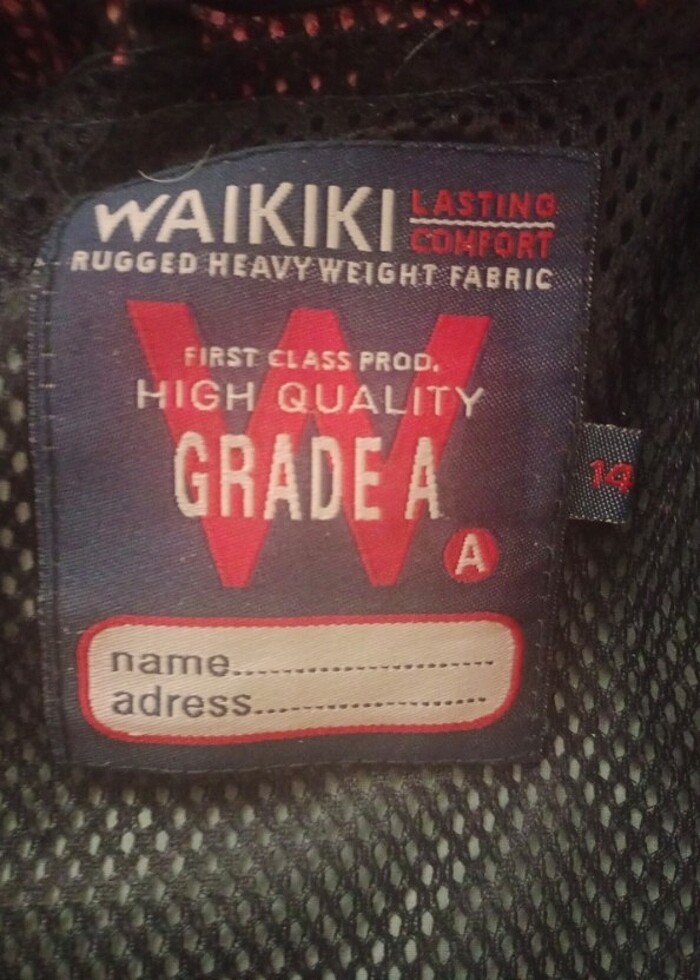 WAIKIKI LASTING COMFORT
RUGGED HEAVY WEIGHT FABRIC
FIRST CLASS PROD.
HIGH QUALITY
GRADE A
W
A
14
name..............................
adress............................